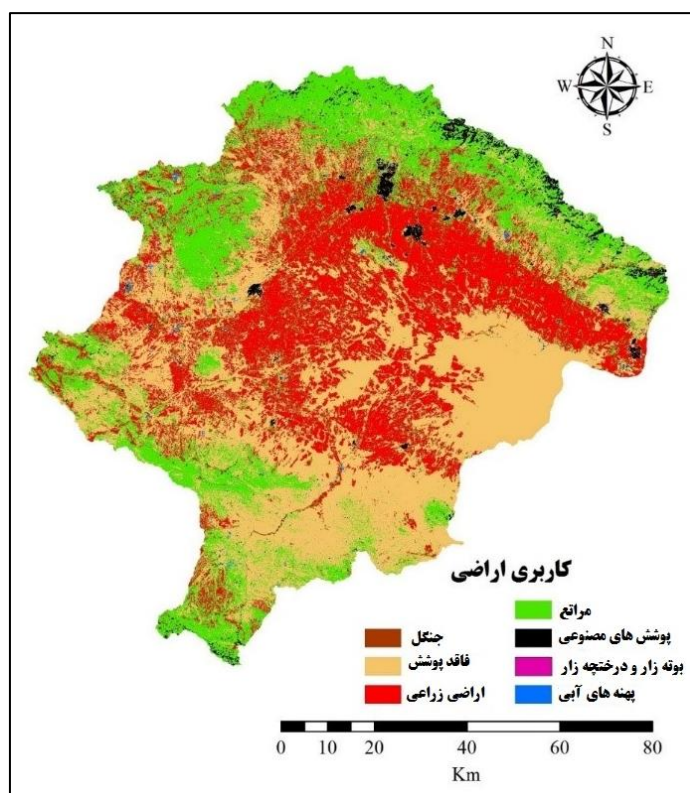 N
W E
S
کاربری اراضی
مراتع
جنگل
پوشش های مصنوعی
فاقد پوشش
بوته زار و درختچه زار
اراضی زراعی
پهنه های آبی
0 10 20 40 60 80
Km